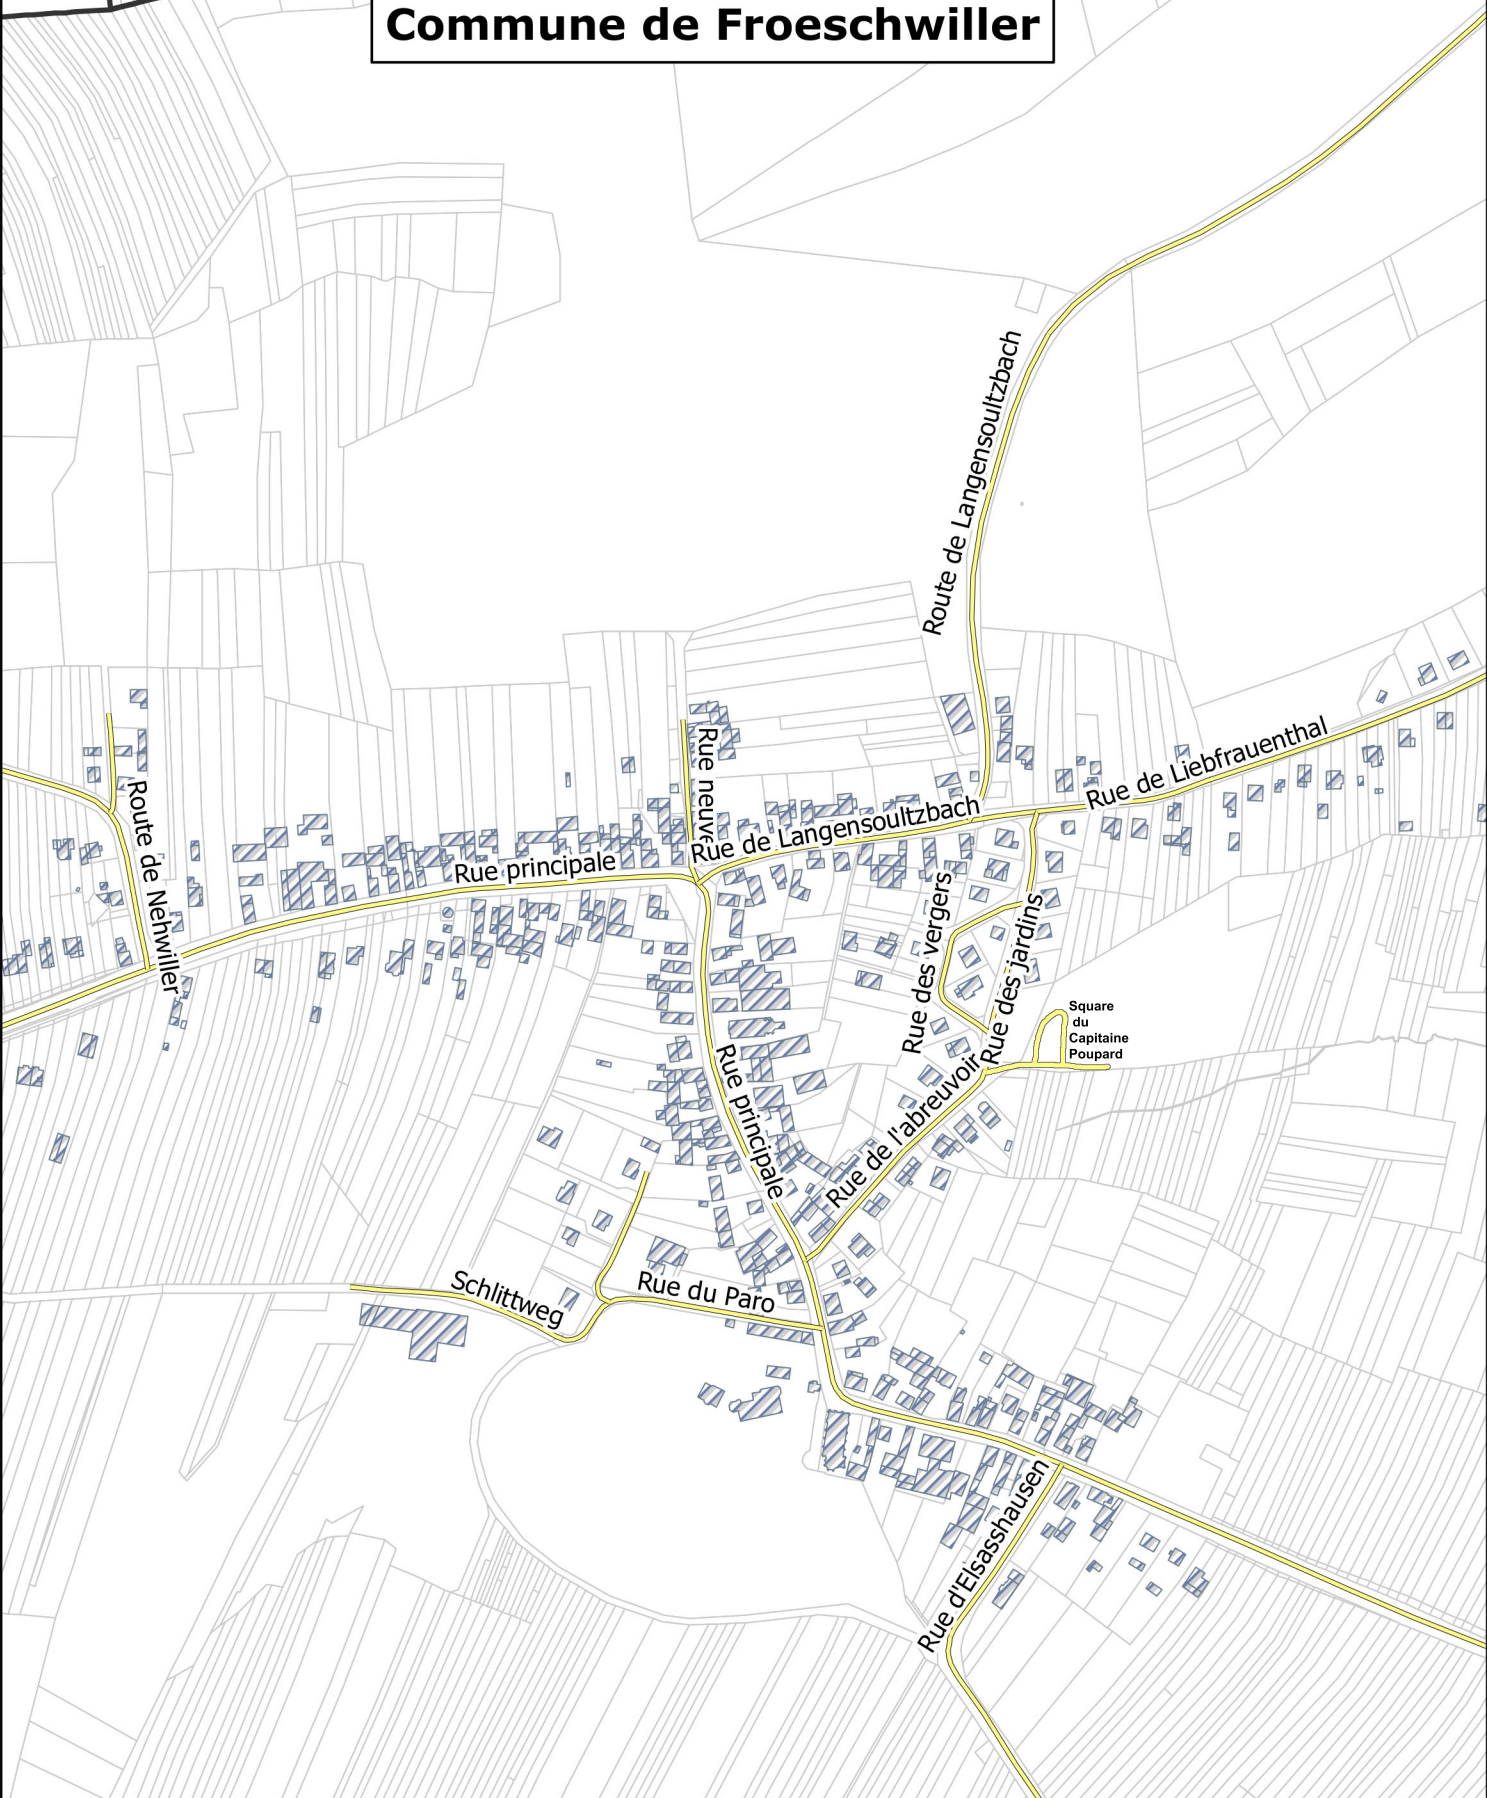 Commune de Froeschwiller
Route de Langensoultzbach
Rue de Liebfrauenthal
Rue neuve
Route de Nehwiller
Rue de Langensoultzbach
Rue principale
Rue des vergers
Rue des jardins
Square
du
Capitaine
Poupard
Rue principale
Rue de l'abreuvoir
Schlittweg
Rue du Paro
Rue d'Elsasshausen